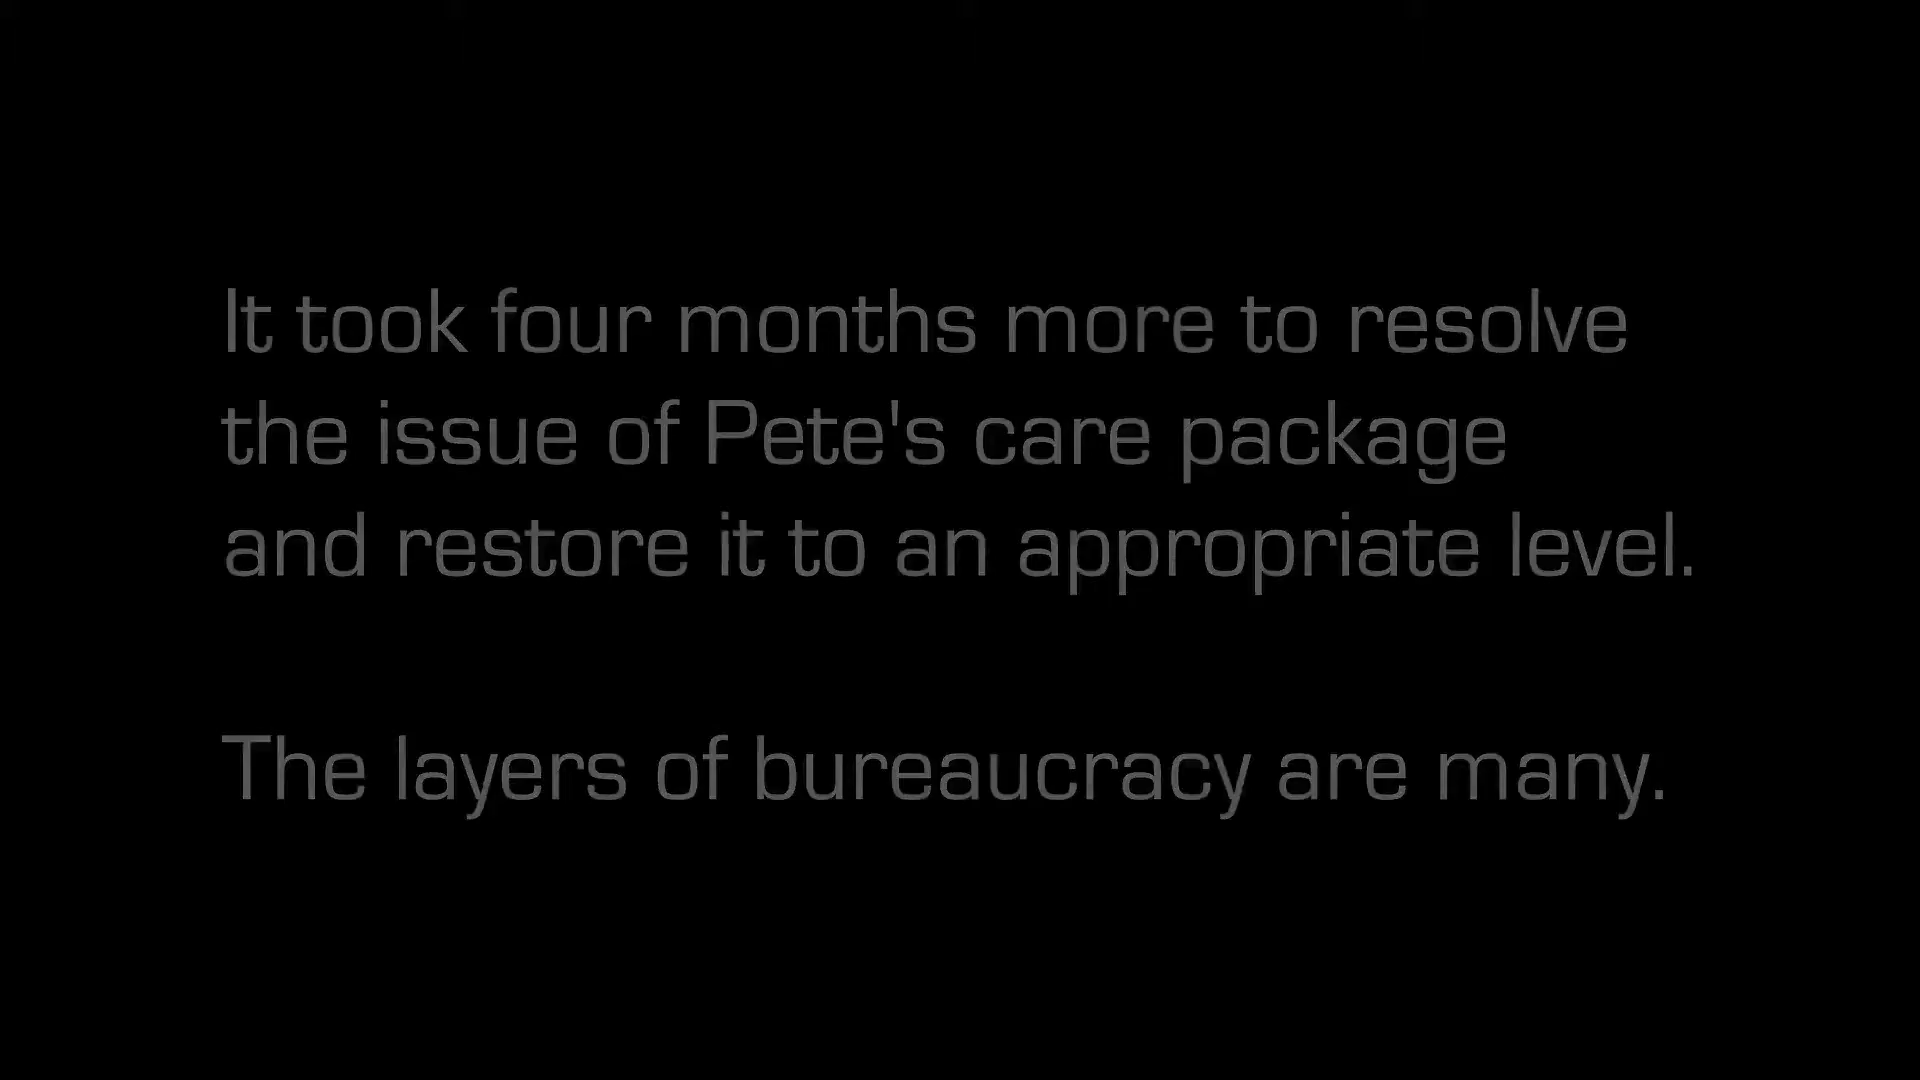 It took four months more to resolve
the issue of Pete's care package
and restore it to an appropriate level.
The layers of bureaucracy are many.